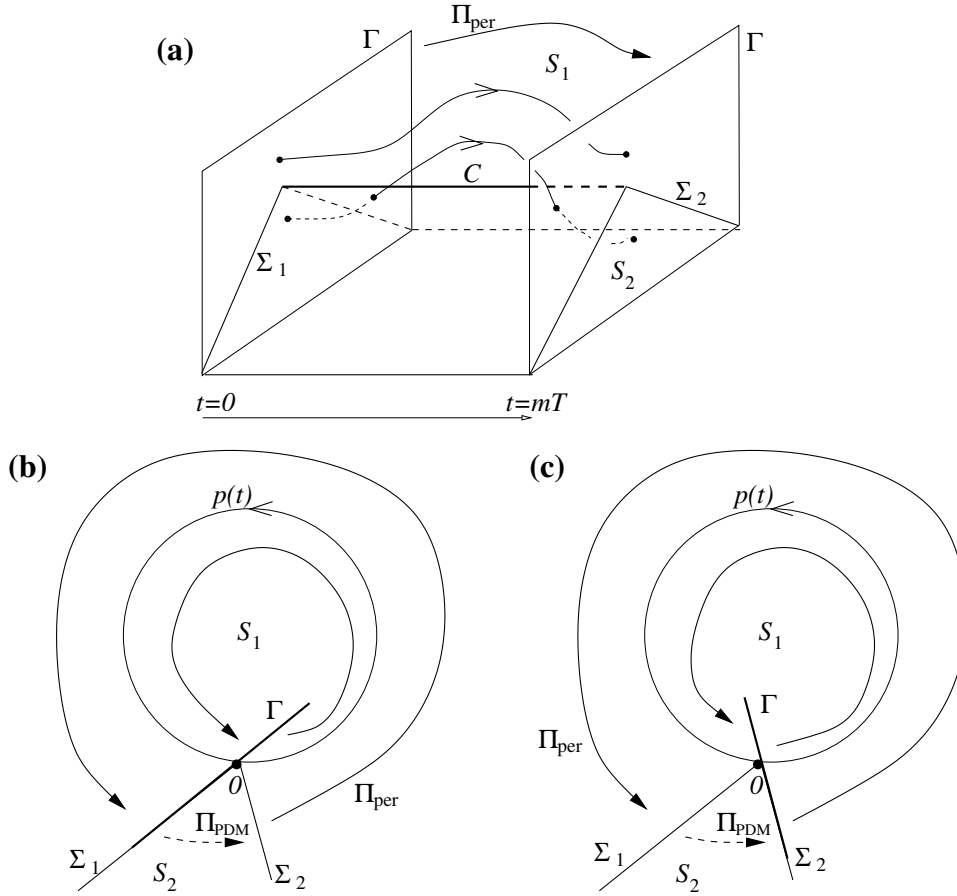 (a)
Π_per
Γ
Γ
S_1
C
Σ_2
Σ_1
S_2
t=0
t=mT
(b)
p(t)
S_1
Γ
0
Π_per
Π_PDM
Σ_1
S_2
Σ_2
(c)
p(t)
S_1
Γ
Π_per
0
Π_PDM
Σ_1
S_2
Σ_2